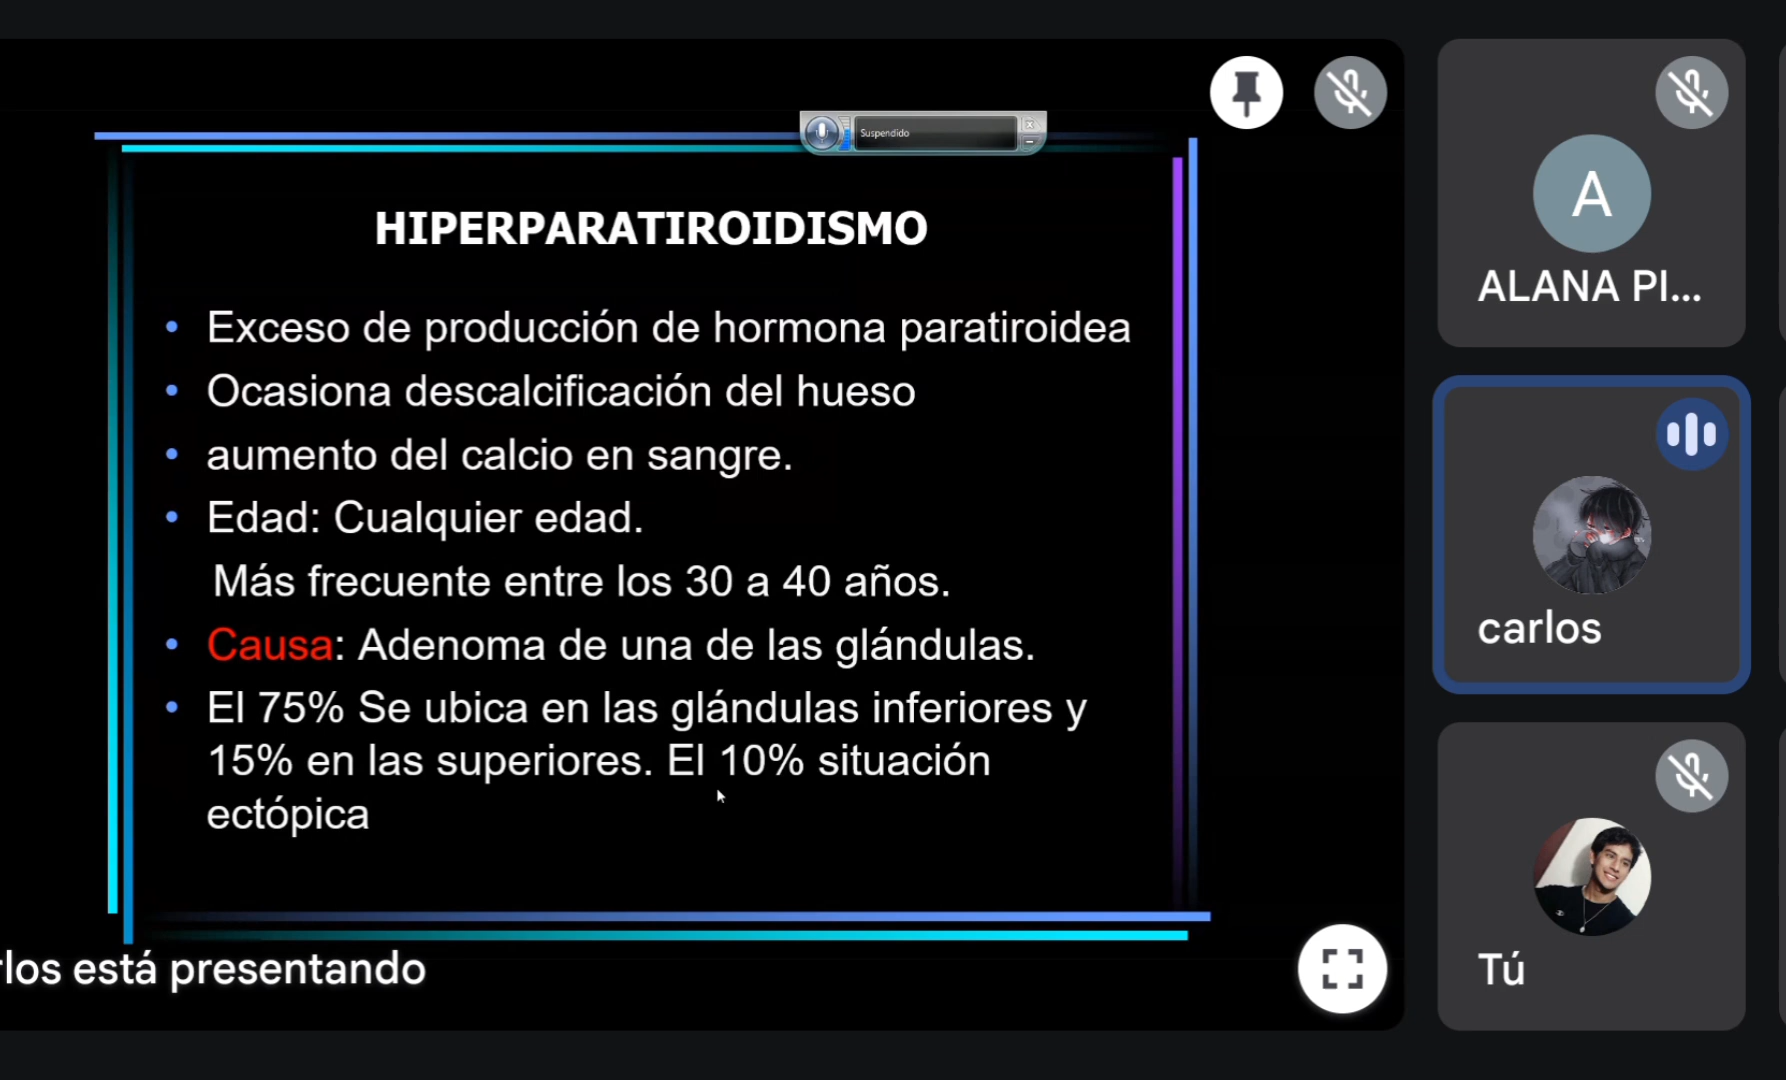 Suspendido
HIPERPARATIROIDISMO
• Exceso de producción de hormona paratiroidea
• Ocasiona descalcificación del hueso
• aumento del calcio en sangre.
• Edad: Cualquier edad.
Más frecuente entre los 30 a 40 años.
• Causa: Adenoma de una de las glándulas.
• El 75% Se ubica en las glándulas inferiores y
15% en las superiores. El 10% situación
ectópica
rlos está presentando
A
ALANA PI...
carlos
Tú